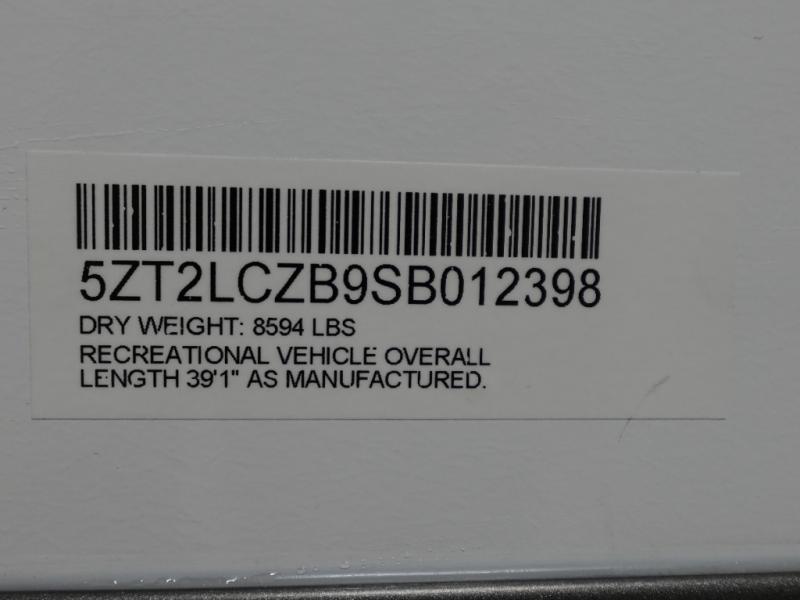 5ZT2LCZB9SB012398
DRY WEIGHT: 8594 LBS
RECREATIONAL VEHICLE OVERALL
LENGTH 39'1" AS MANUFACTURED.